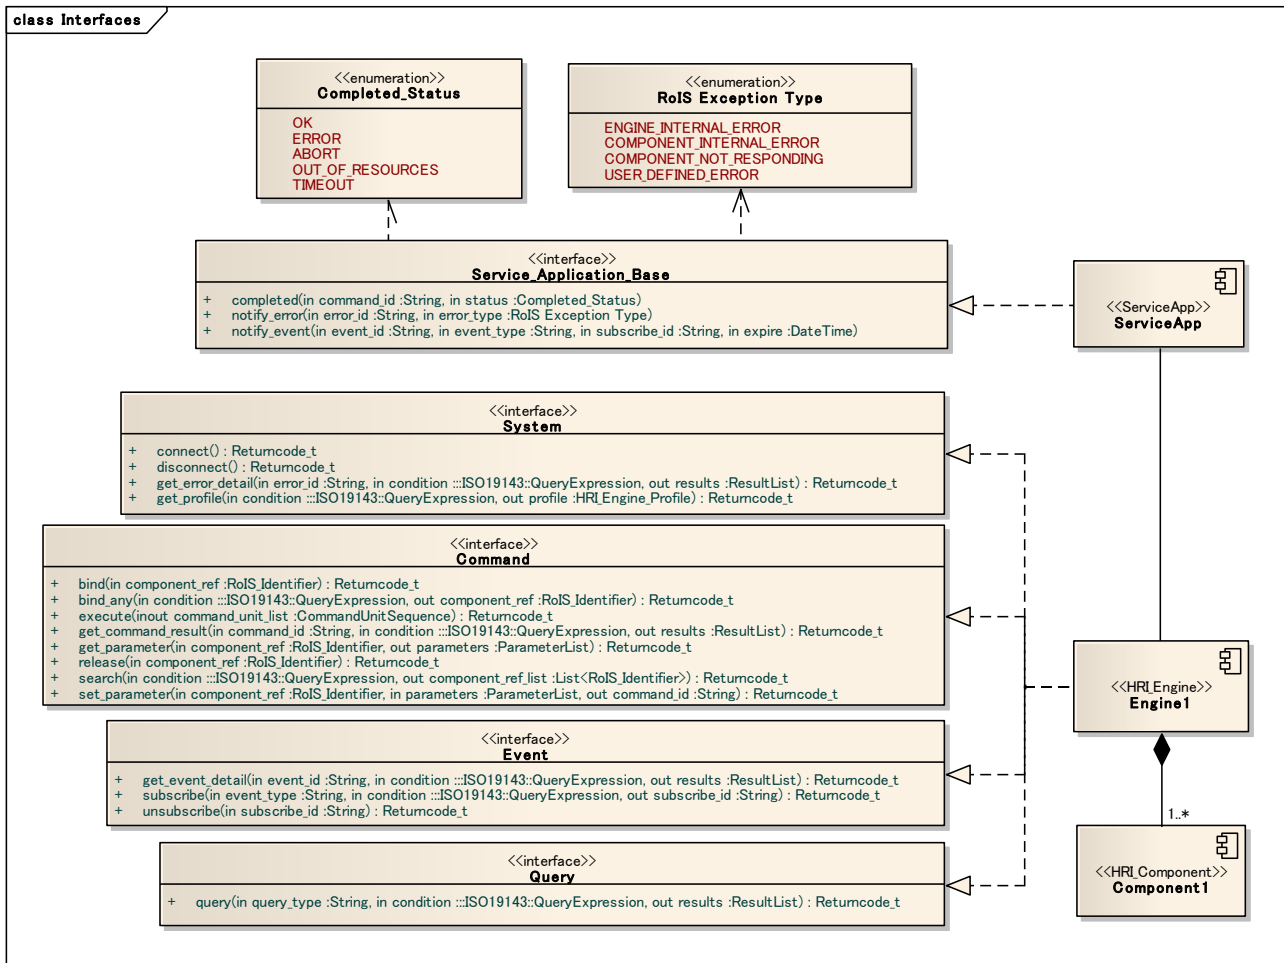 class Interfaces
<<enumeration>>
Completed_Status
OK
ERROR
ABORT
OUT_OF_RESOURCES
TIMEOUT
<<enumeration>>
RoIS Exception Type
ENGINE_INTERNAL_ERROR
COMPONENT_INTERNAL_ERROR
COMPONENT_NOT_RESPONDING
USER_DEFINED_ERROR
<<interface>>
Service_Application_Base
+ completed(in command_id :String, in status :Completed_Status)
+ notify_error(in error_id :String, in error_type :RoIS Exception Type)
+ notify_event(in event_id :String, in event_type :String, in subscribe_id :String, in expire :DateTime)
<<ServiceApp>>
ServiceApp
<<interface>>
System
+ connect() : Returncode_t
+ disconnect() : Returncode_t
+ get_error_detail(in error_id :String, in condition :::ISO19143::QueryExpression, out results :ResultList) : Returncode_t
+ get_profile(in condition :::ISO19143::QueryExpression, out profile :HRI_Engine_Profile) : Returncode_t
<<interface>>
Command
+ bind(in component_ref :RoIS_Identifier) : Returncode_t
+ bind_any(in condition :::ISO19143::QueryExpression, out component_ref :RoIS_Identifier) : Returncode_t
+ execute(inout command_unit_list :CommandUnitSequence) : Returncode_t
+ get_command_result(in command_id :String, in condition :::ISO19143::QueryExpression, out results :ResultList) : Returncode_t
+ get_parameter(in component_ref :RoIS_Identifier, out parameters :ParameterList) : Returncode_t
+ release(in component_ref :RoIS_Identifier) : Returncode_t
+ search(in condition :::ISO19143::QueryExpression, out component_ref_list :List<RoIS_Identifier>) : Returncode_t
+ set_parameter(in component_ref :RoIS_Identifier, in parameters :ParameterList, out command_id :String) : Returncode_t
<<HRI_Engine>>
Engine1
<<interface>>
Event
+ get_event_detail(in event_id :String, in condition :::ISO19143::QueryExpression, out results :ResultList) : Returncode_t
+ subscribe(in event_type :String, in condition :::ISO19143::QueryExpression, out subscribe_id :String) : Returncode_t
+ unsubscribe(in subscribe_id :String) : Returncode_t
1..*
<<interface>>
Query
+ query(in query_type :String, in condition :::ISO19143::QueryExpression, out results :ResultList) : Returncode_t
<<HRI_Component>>
Component1